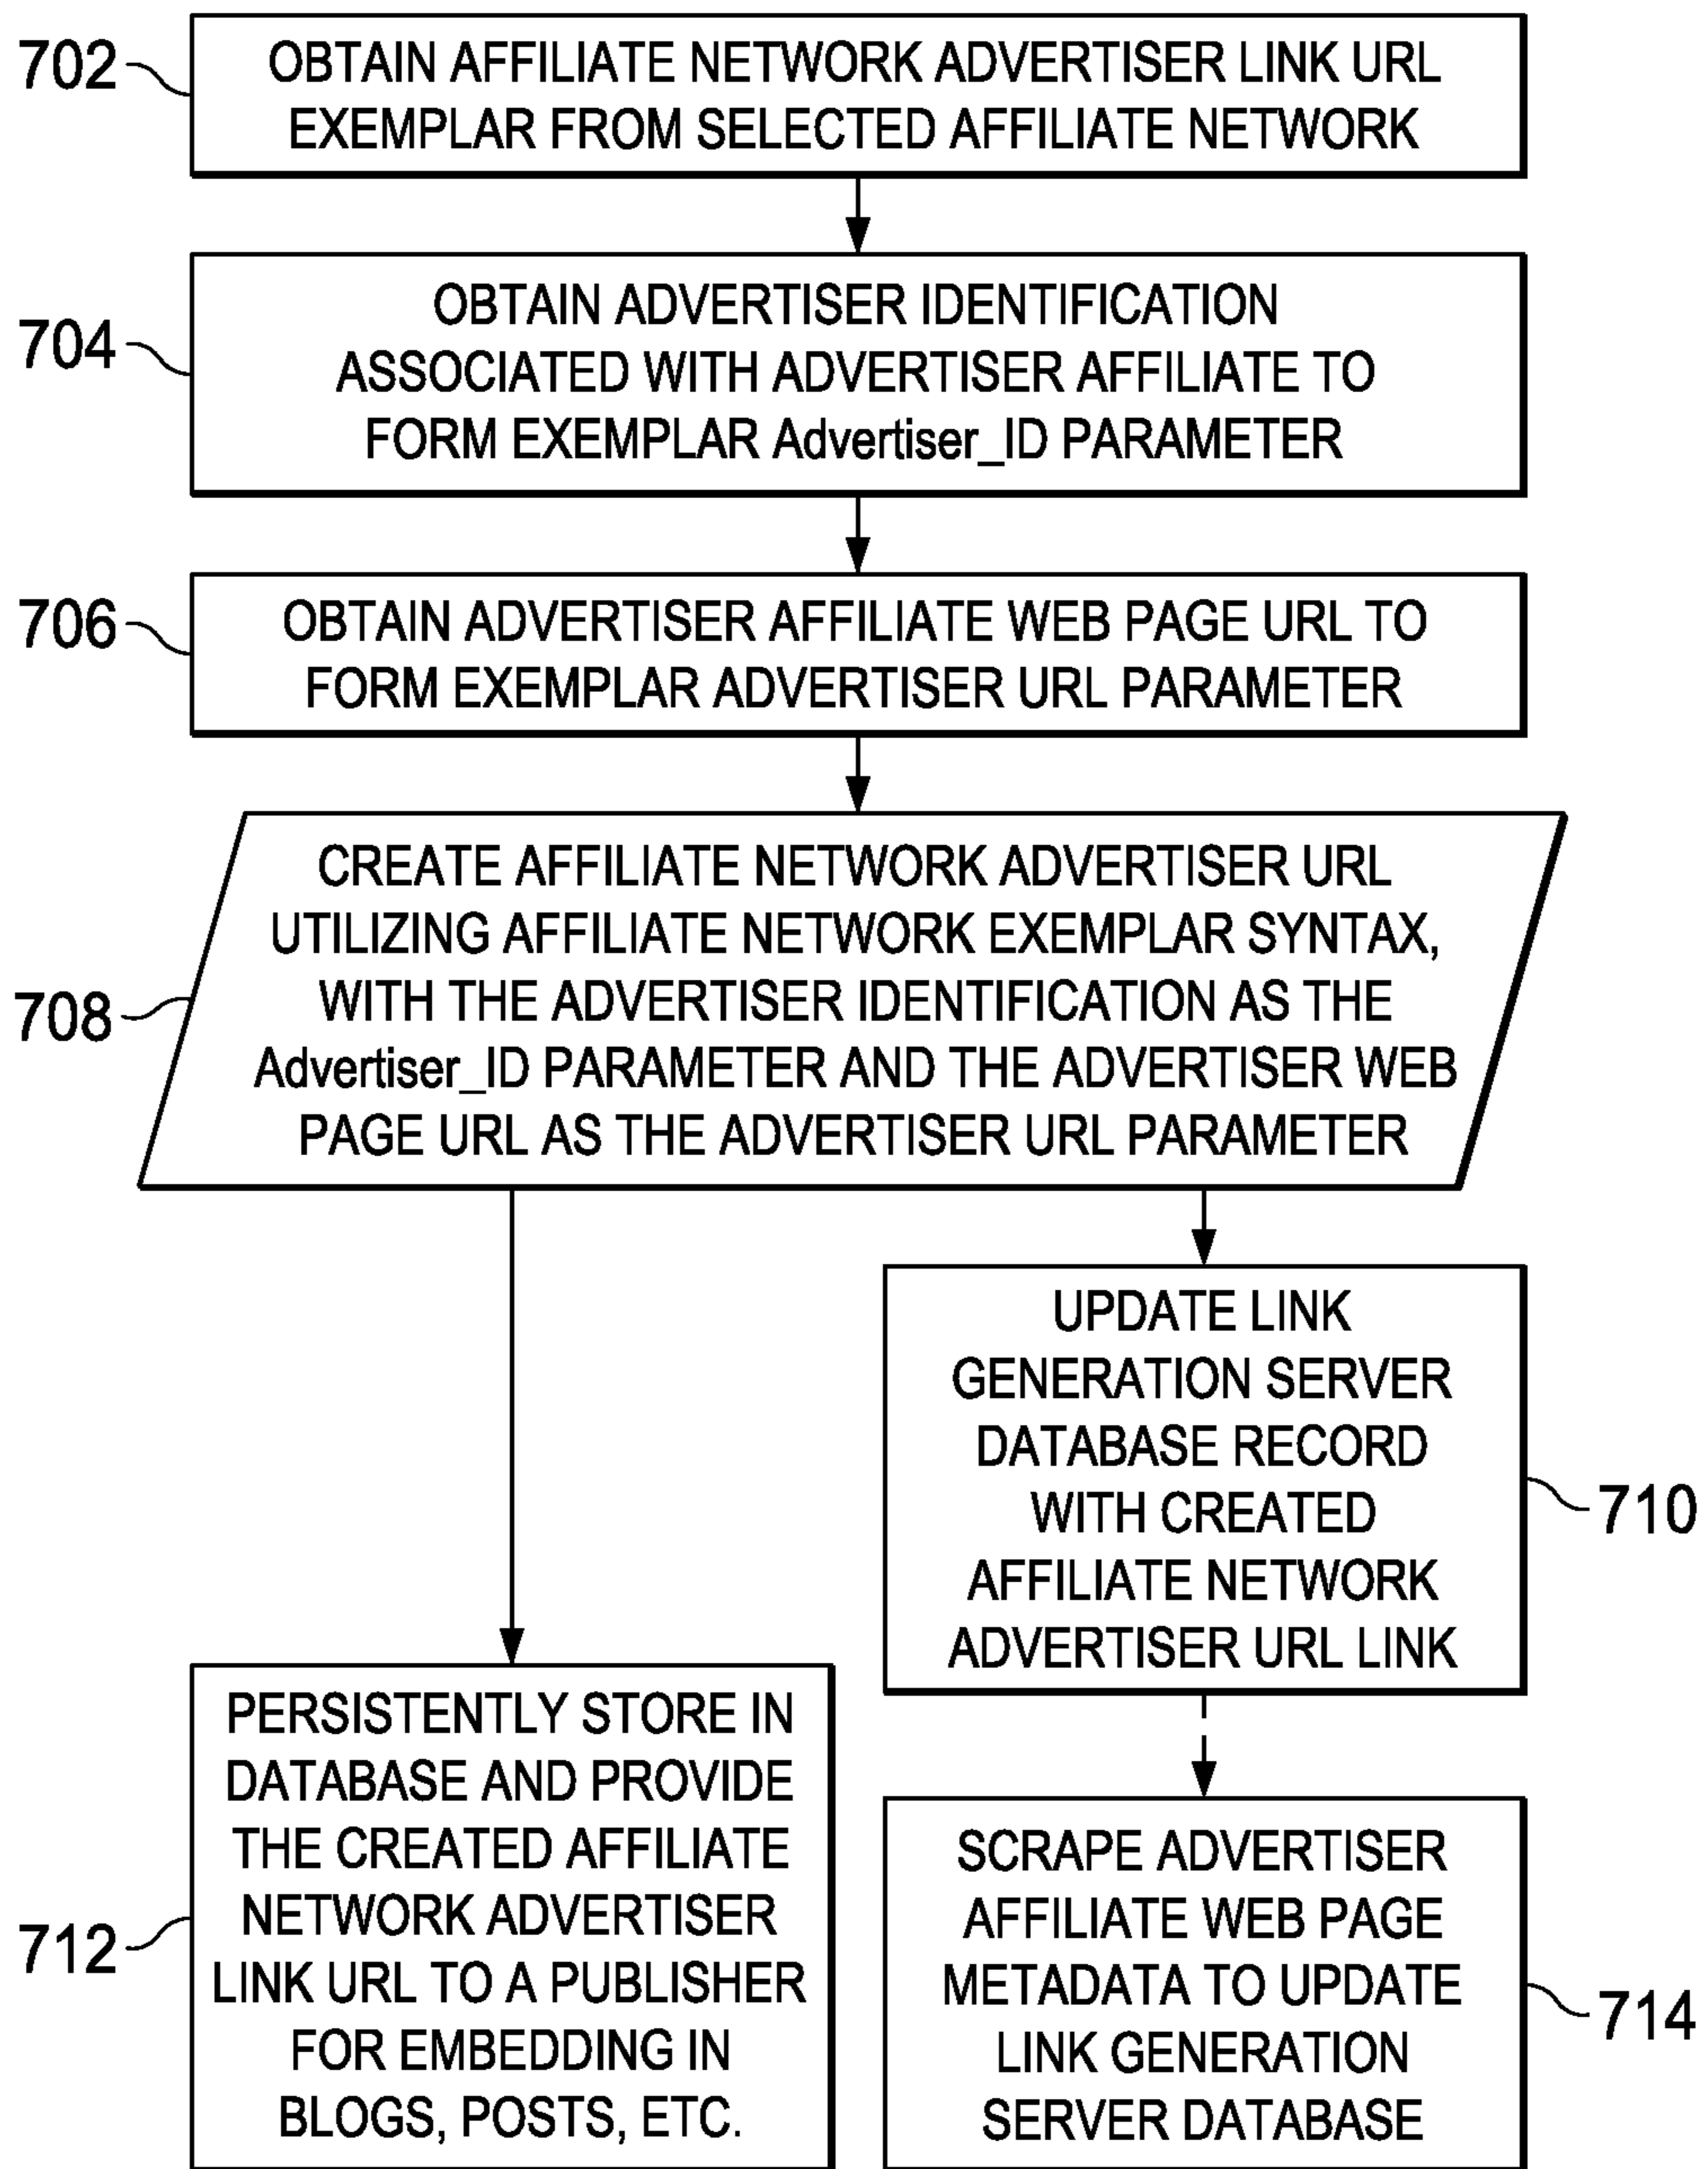 702
OBTAIN AFFILIATE NETWORK ADVERTISER LINK URL
EXEMPLAR FROM SELECTED AFFILIATE NETWORK
704
OBTAIN ADVERTISER IDENTIFICATION
ASSOCIATED WITH ADVERTISER AFFILIATE TO
FORM EXEMPLAR Advertiser_ID PARAMETER
706
OBTAIN ADVERTISER AFFILIATE WEB PAGE URL TO
FORM EXEMPLAR ADVERTISER URL PARAMETER
708
CREATE AFFILIATE NETWORK ADVERTISER URL
UTILIZING AFFILIATE NETWORK EXEMPLAR SYNTAX,
WITH THE ADVERTISER IDENTIFICATION AS THE
Advertiser_ID PARAMETER AND THE ADVERTISER WEB
PAGE URL AS THE ADVERTISER URL PARAMETER
UPDATE LINK
GENERATION SERVER
DATABASE RECORD
WITH CREATED
AFFILIATE NETWORK
ADVERTISER URL LINK
710
712
PERSISTENTLY STORE IN
DATABASE AND PROVIDE
THE CREATED AFFILIATE
NETWORK ADVERTISER
LINK URL TO A PUBLISHER
FOR EMBEDDING IN
BLOGS, POSTS, ETC.
SCRAPE ADVERTISER
AFFILIATE WEB PAGE
METADATA TO UPDATE
LINK GENERATION
SERVER DATABASE
714